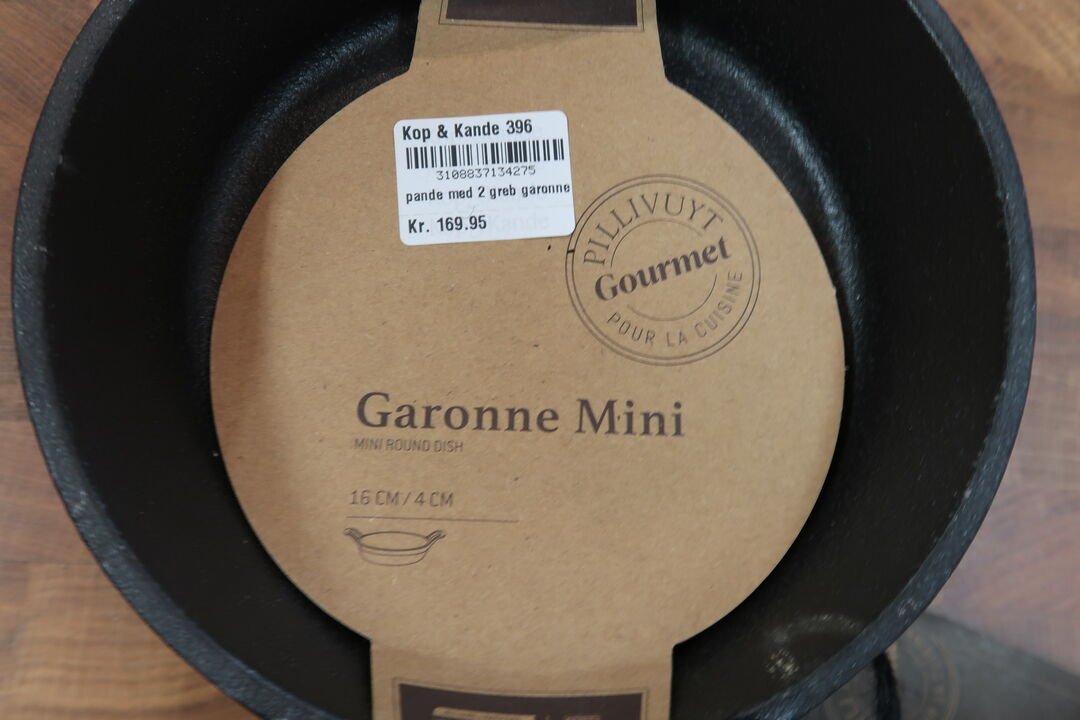 Kop & Kande 396
3108837134275
pande med 2 greb garonne
Kr. 169.95
PILLIVUYT
Gourmet
POUR LA CUISINE
Garonne Mini
MINI ROUND DISH
16 CM / 4 CM